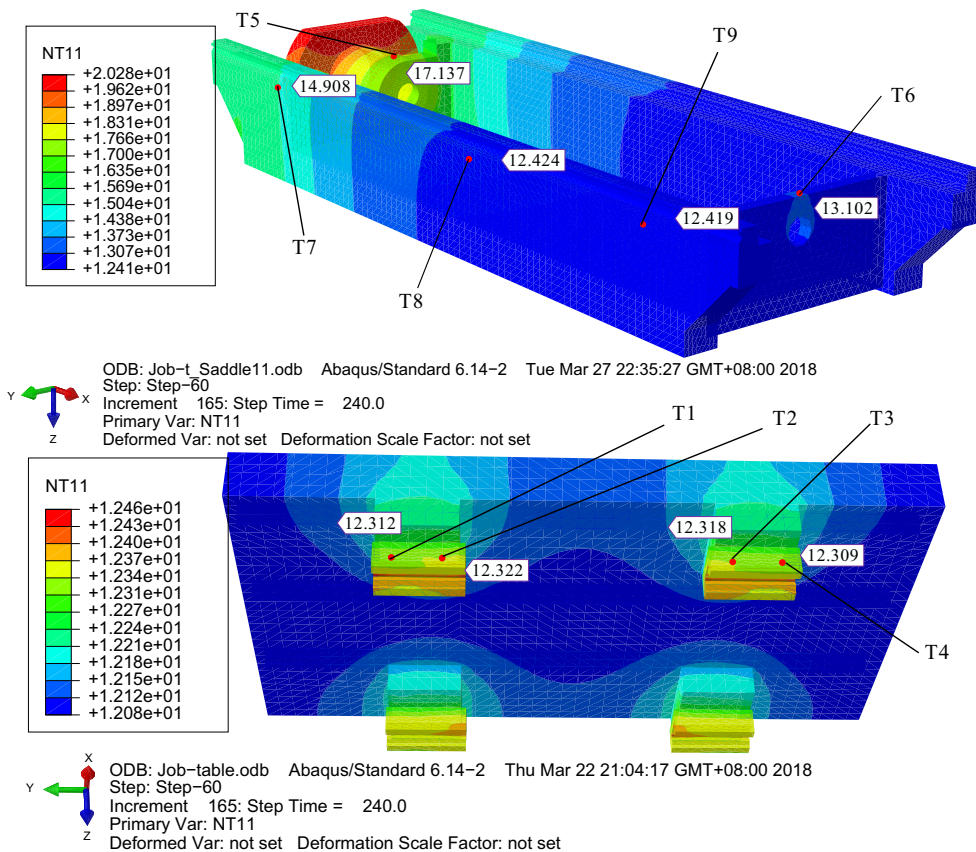 T5
T9
T6
NT11
+2.028e+01
+1.962e+01
+1.897e+01
+1.831e+01
+1.766e+01
+1.700e+01
+1.635e+01
+1.569e+01
+1.504e+01
+1.438e+01
+1.373e+01
+1.307e+01
+1.241e+01
14.908
17.137
12.424
12.419
13.102
T7
T8
ODB: Job-t_Saddle11.odb Abaqus/Standard 6.14-2 Tue Mar 27 22:35:27 GMT+08:00 2018
Step: Step-60
Increment 165: Step Time = 240.0
Primary Var: NT11
Deformed Var: not set Deformation Scale Factor: not set
Y
X
Z
T1
T2
T3
NT11
+1.246e+01
+1.243e+01
+1.240e+01
+1.237e+01
+1.234e+01
+1.231e+01
+1.227e+01
+1.224e+01
+1.221e+01
+1.218e+01
+1.215e+01
+1.212e+01
+1.208e+01
12.312
12.322
12.318
12.309
T4
ODB: Job-table.odb Abaqus/Standard 6.14-2 Thu Mar 22 21:04:17 GMT+08:00 2018
Step: Step-60
Increment 165: Step Time = 240.0
Primary Var: NT11
Deformed Var: not set Deformation Scale Factor: not set
X
Y
Z